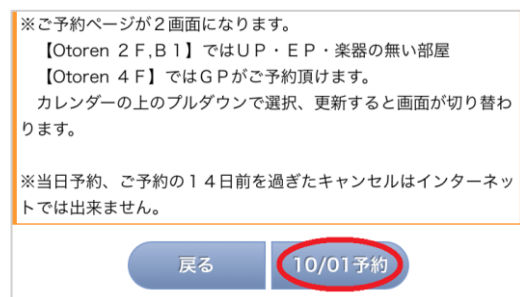 ※ご予約ページが２画面になります。
【Otoren ２Ｆ,Ｂ１】ではＵＰ・ＥＰ・楽器の無い部屋
【Otoren ４Ｆ】ではＧＰがご予約頂けます。
カレンダーの上のプルダウンで選択、更新すると画面が切り替わ
ります。
※当日予約、ご予約の１４日前を過ぎたキャンセルはインターネッ
トでは出来ません。
戻る
10/01予約